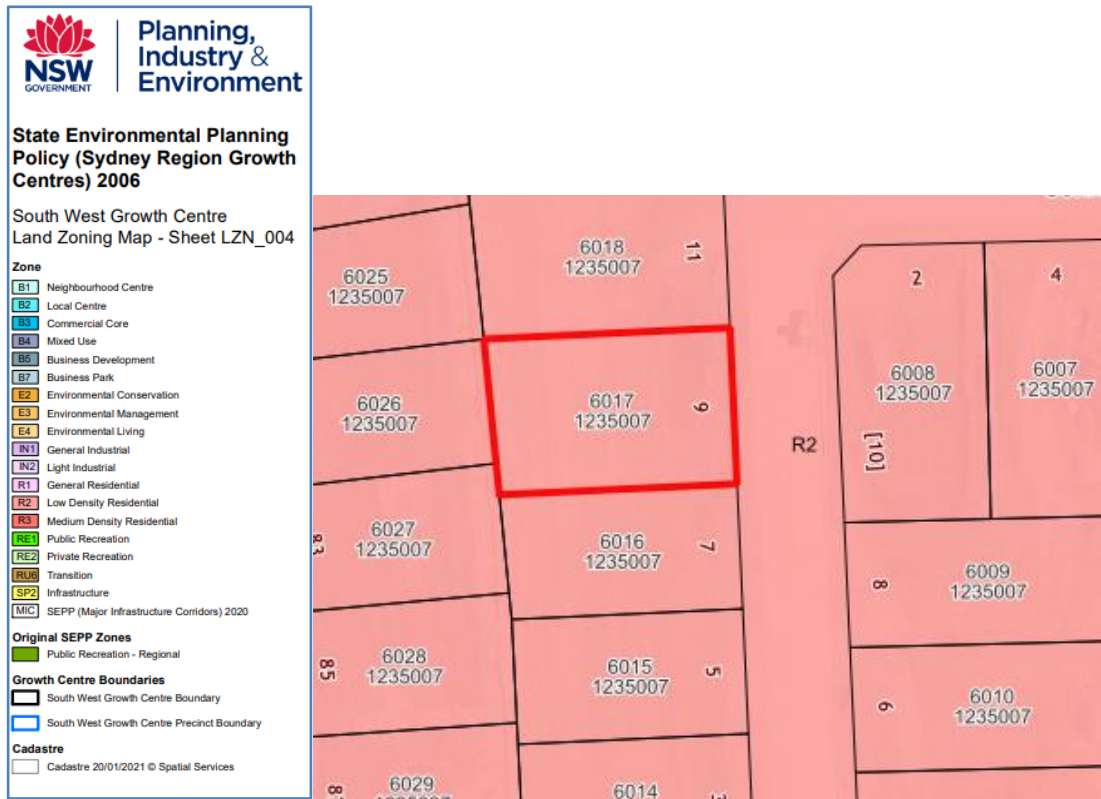 NSW
GOVERNMENT
Planning,
Industry &
Environment
State Environmental Planning
Policy (Sydney Region Growth
Centres) 2006
South West Growth Centre
Land Zoning Map - Sheet LZN_004
Zone
B1 Neighbourhood Centre
B2 Local Centre
B3 Commercial Core
B4 Mixed Use
B5 Business Development
B7 Business Park
E2 Environmental Conservation
E3 Environmental Management
E4 Environmental Living
IN1 General Industrial
IN2 Light Industrial
R1 General Residential
R2 Low Density Residential
R3 Medium Density Residential
RE1 Public Recreation
RE2 Private Recreation
RU6 Transition
SP2 Infrastructure
MIC SEPP (Major Infrastructure Corridors) 2020
Original SEPP Zones
Public Recreation - Regional
Growth Centre Boundaries
South West Growth Centre Boundary
South West Growth Centre Precinct Boundary
Cadastre
Cadastre 20/01/2021 © Spatial Services
6018
1235007
11
6025
1235007
2
4
6008
1235007
6007
1235007
6026
1235007
6017
1235007
9
R2
[10]
6027
1235007
83
6016
1235007
7
6009
1235007
8
6028
1235007
85
6015
1235007
5
6010
1235007
6
6029
6014